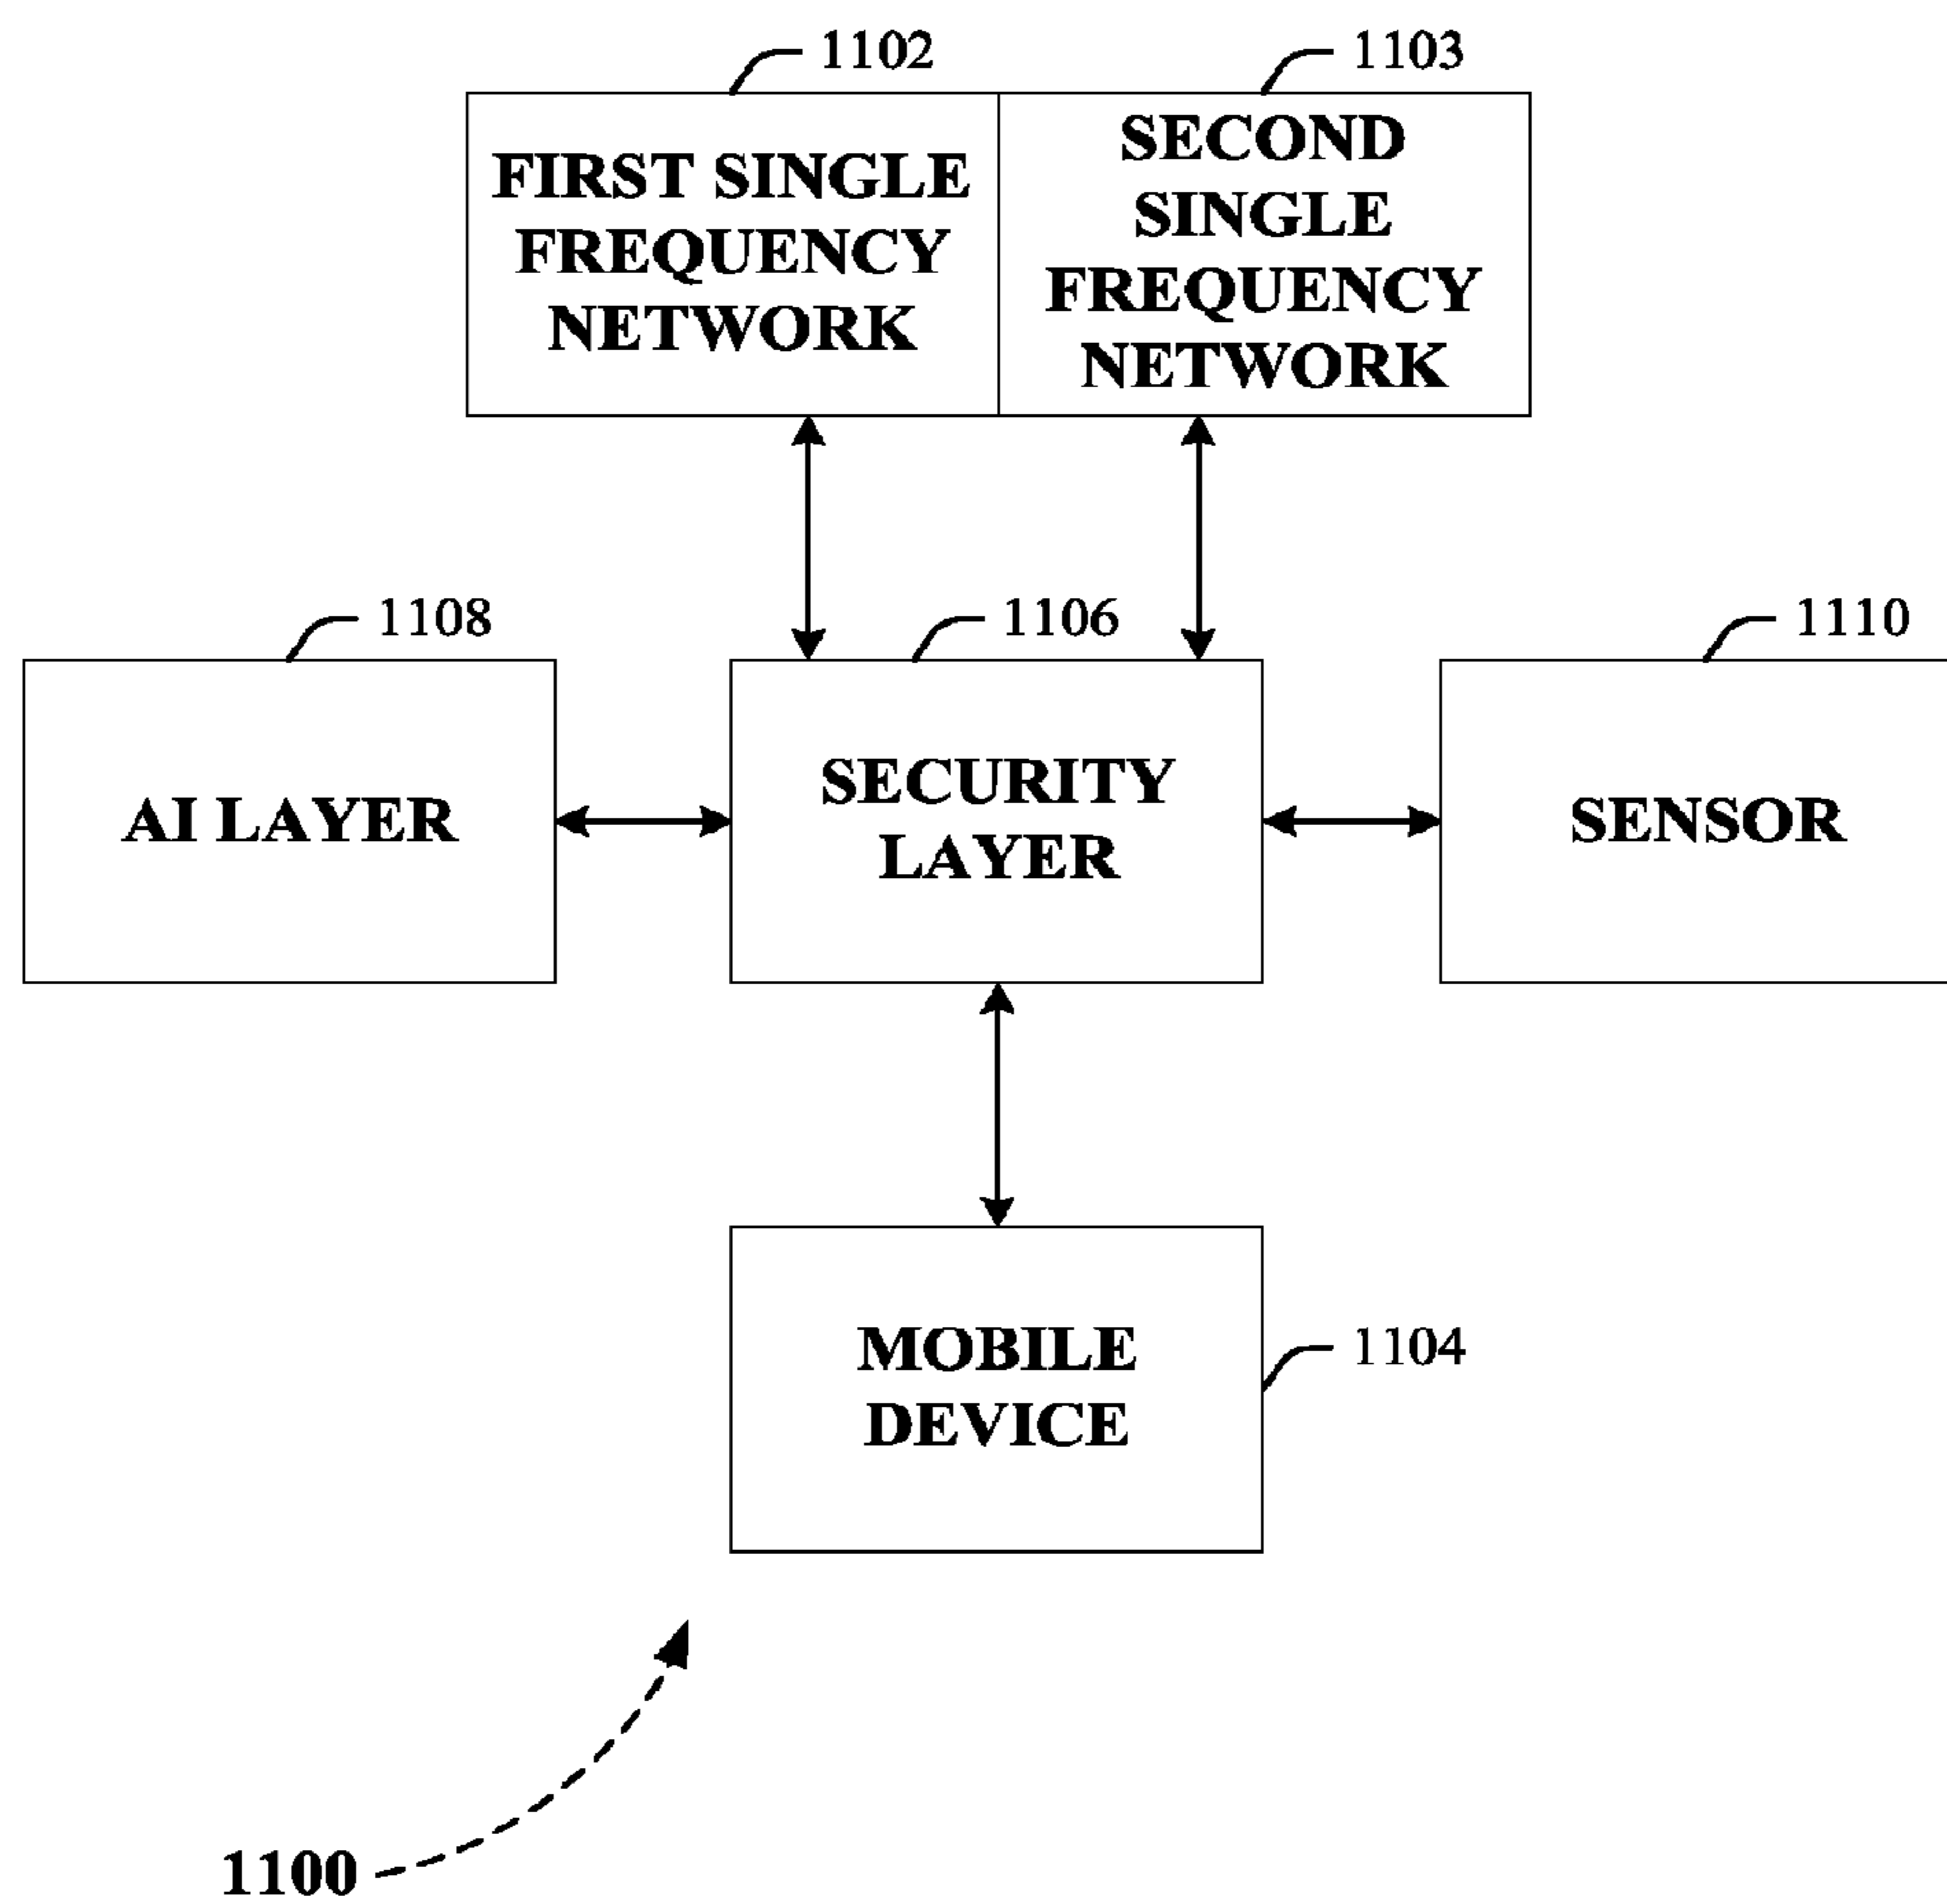 1102
1103
FIRST SINGLE
FREQUENCY
NETWORK
SECOND
SINGLE
FREQUENCY
NETWORK
1108
1106
1110
AI LAYER
SECURITY
LAYER
SENSOR
MOBILE
DEVICE
1104
1100